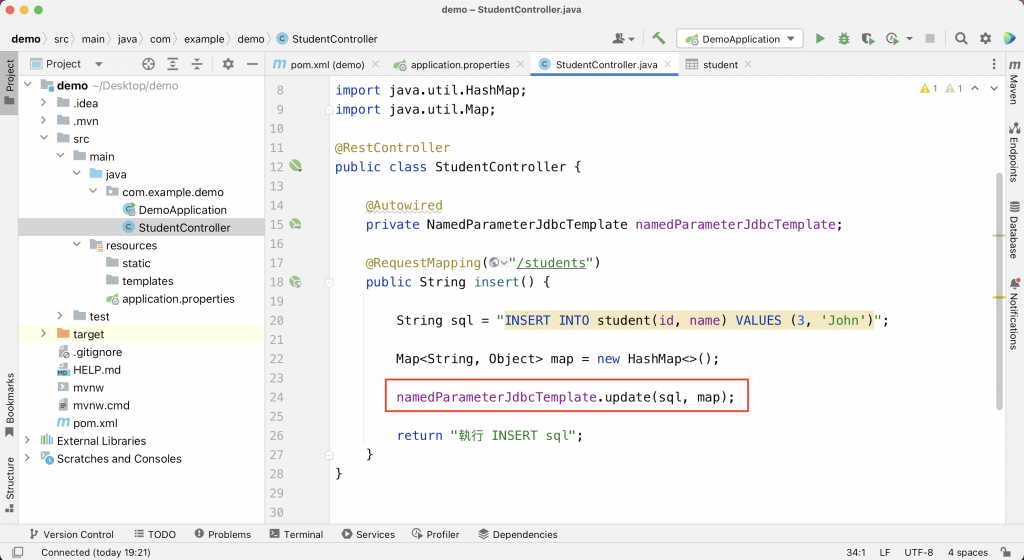 demo – StudentController.java
demo src main java com example demo StudentController
DemoApplication
Project
pom.xml (demo)
application.properties
StudentController.java
student
Project
Bookmarks
Structure
demo ~/Desktop/demo
.idea
.mvn
src
main
java
com.example.demo
DemoApplication
StudentController
resources
static
templates
application.properties
test
target
.gitignore
HELP.md
mvnw
mvnw.cmd
pom.xml
External Libraries
Scratches and Consoles
1 1
8 import java.util.HashMap;
9 import java.util.Map;
10
11 @RestController
12 public class StudentController {
13
14 @Autowired
15 private NamedParameterJdbcTemplate namedParameterJdbcTemplate;
16
17 @RequestMapping("/students")
18 public String insert() {
19
20 String sql = "INSERT INTO student(id, name) VALUES (3, 'John')";
21
22 Map<String, Object> map = new HashMap<>();
23
24 namedParameterJdbcTemplate.update(sql, map);
25
26 return "執行 INSERT sql";
27 }
28 }
29
30
Maven
Endpoints
Database
Notifications
Version Control TODO Problems Terminal Services Profiler Dependencies
Connected (today 19:21) 34:1 LF UTF-8 4 spaces